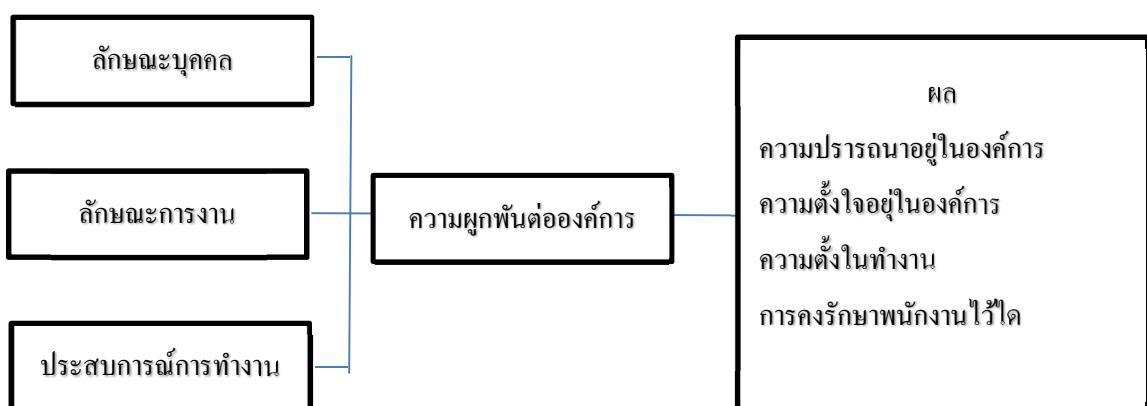 ลักษณะบุคคล
ลักษณะการงาน
ประสบการณ์การทำงาน
ความผูกพันต่อองค์การ
ผล
ความปรารถนาอยู่ในองค์การ
ความตั้งใจอยู่ในองค์การ
ความตั้งในทำงาน
การคงรักษาพนักงานไว้ได